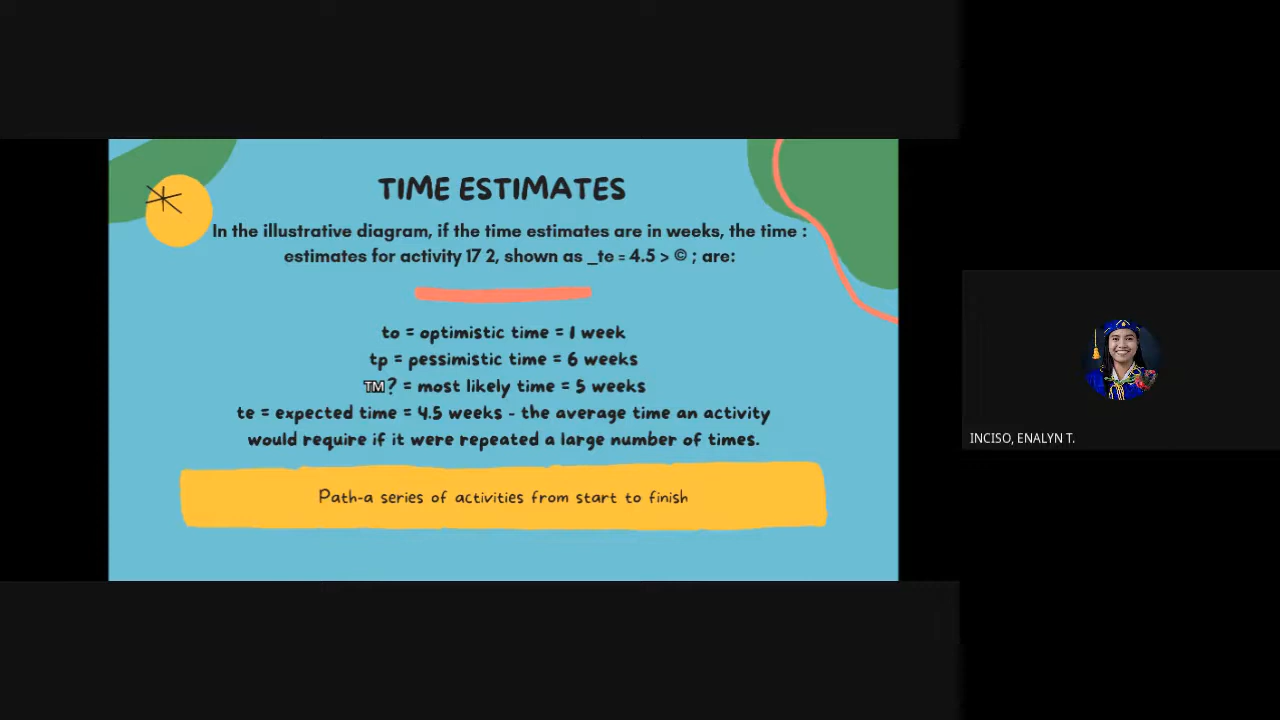 TIME ESTIMATES
In the illustrative diagram, if the time estimates are in weeks, the time :
estimates for activity 17 2, shown as _te = 4.5 > © ; are:
to = optimistic time = 1 week
tp = pessimistic time = 6 weeks
™? = most likely time = 5 weeks
te = expected time = 4.5 weeks - the average time an activity
would require if it were repeated a large number of times.
Path-a series of activities from start to finish
INCISO, ENALYN T.